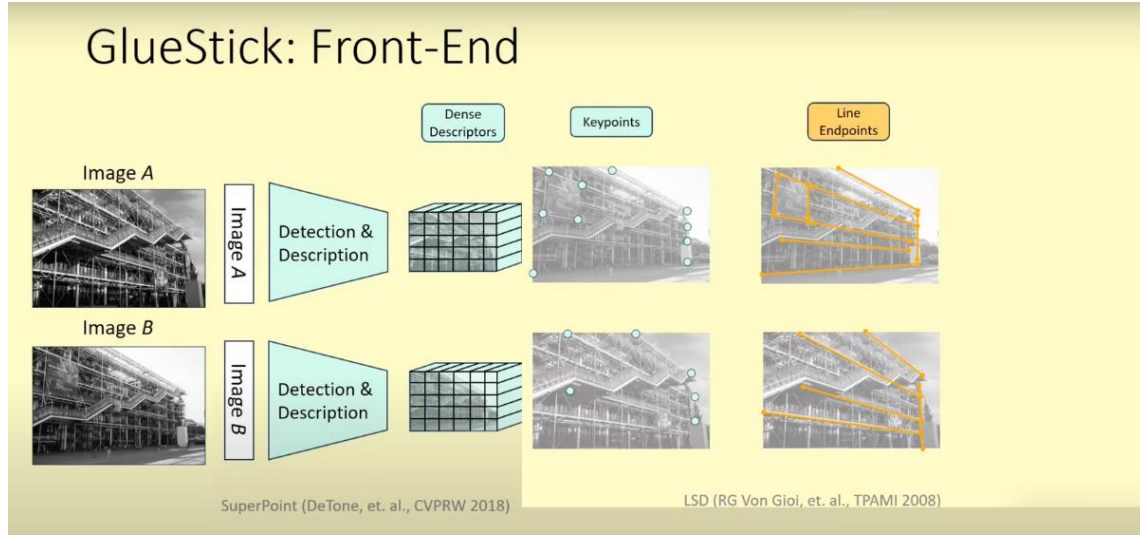 GlueStick: Front-End
Dense
Descriptors
Keypoints
Line
Endpoints
Image A
Image A
Detection &
Description
Image B
Image B
Detection &
Description
SuperPoint (DeTone, et. al., CVPRW 2018)
LSD (RG Von Gioi, et. al., TPAMI 2008)